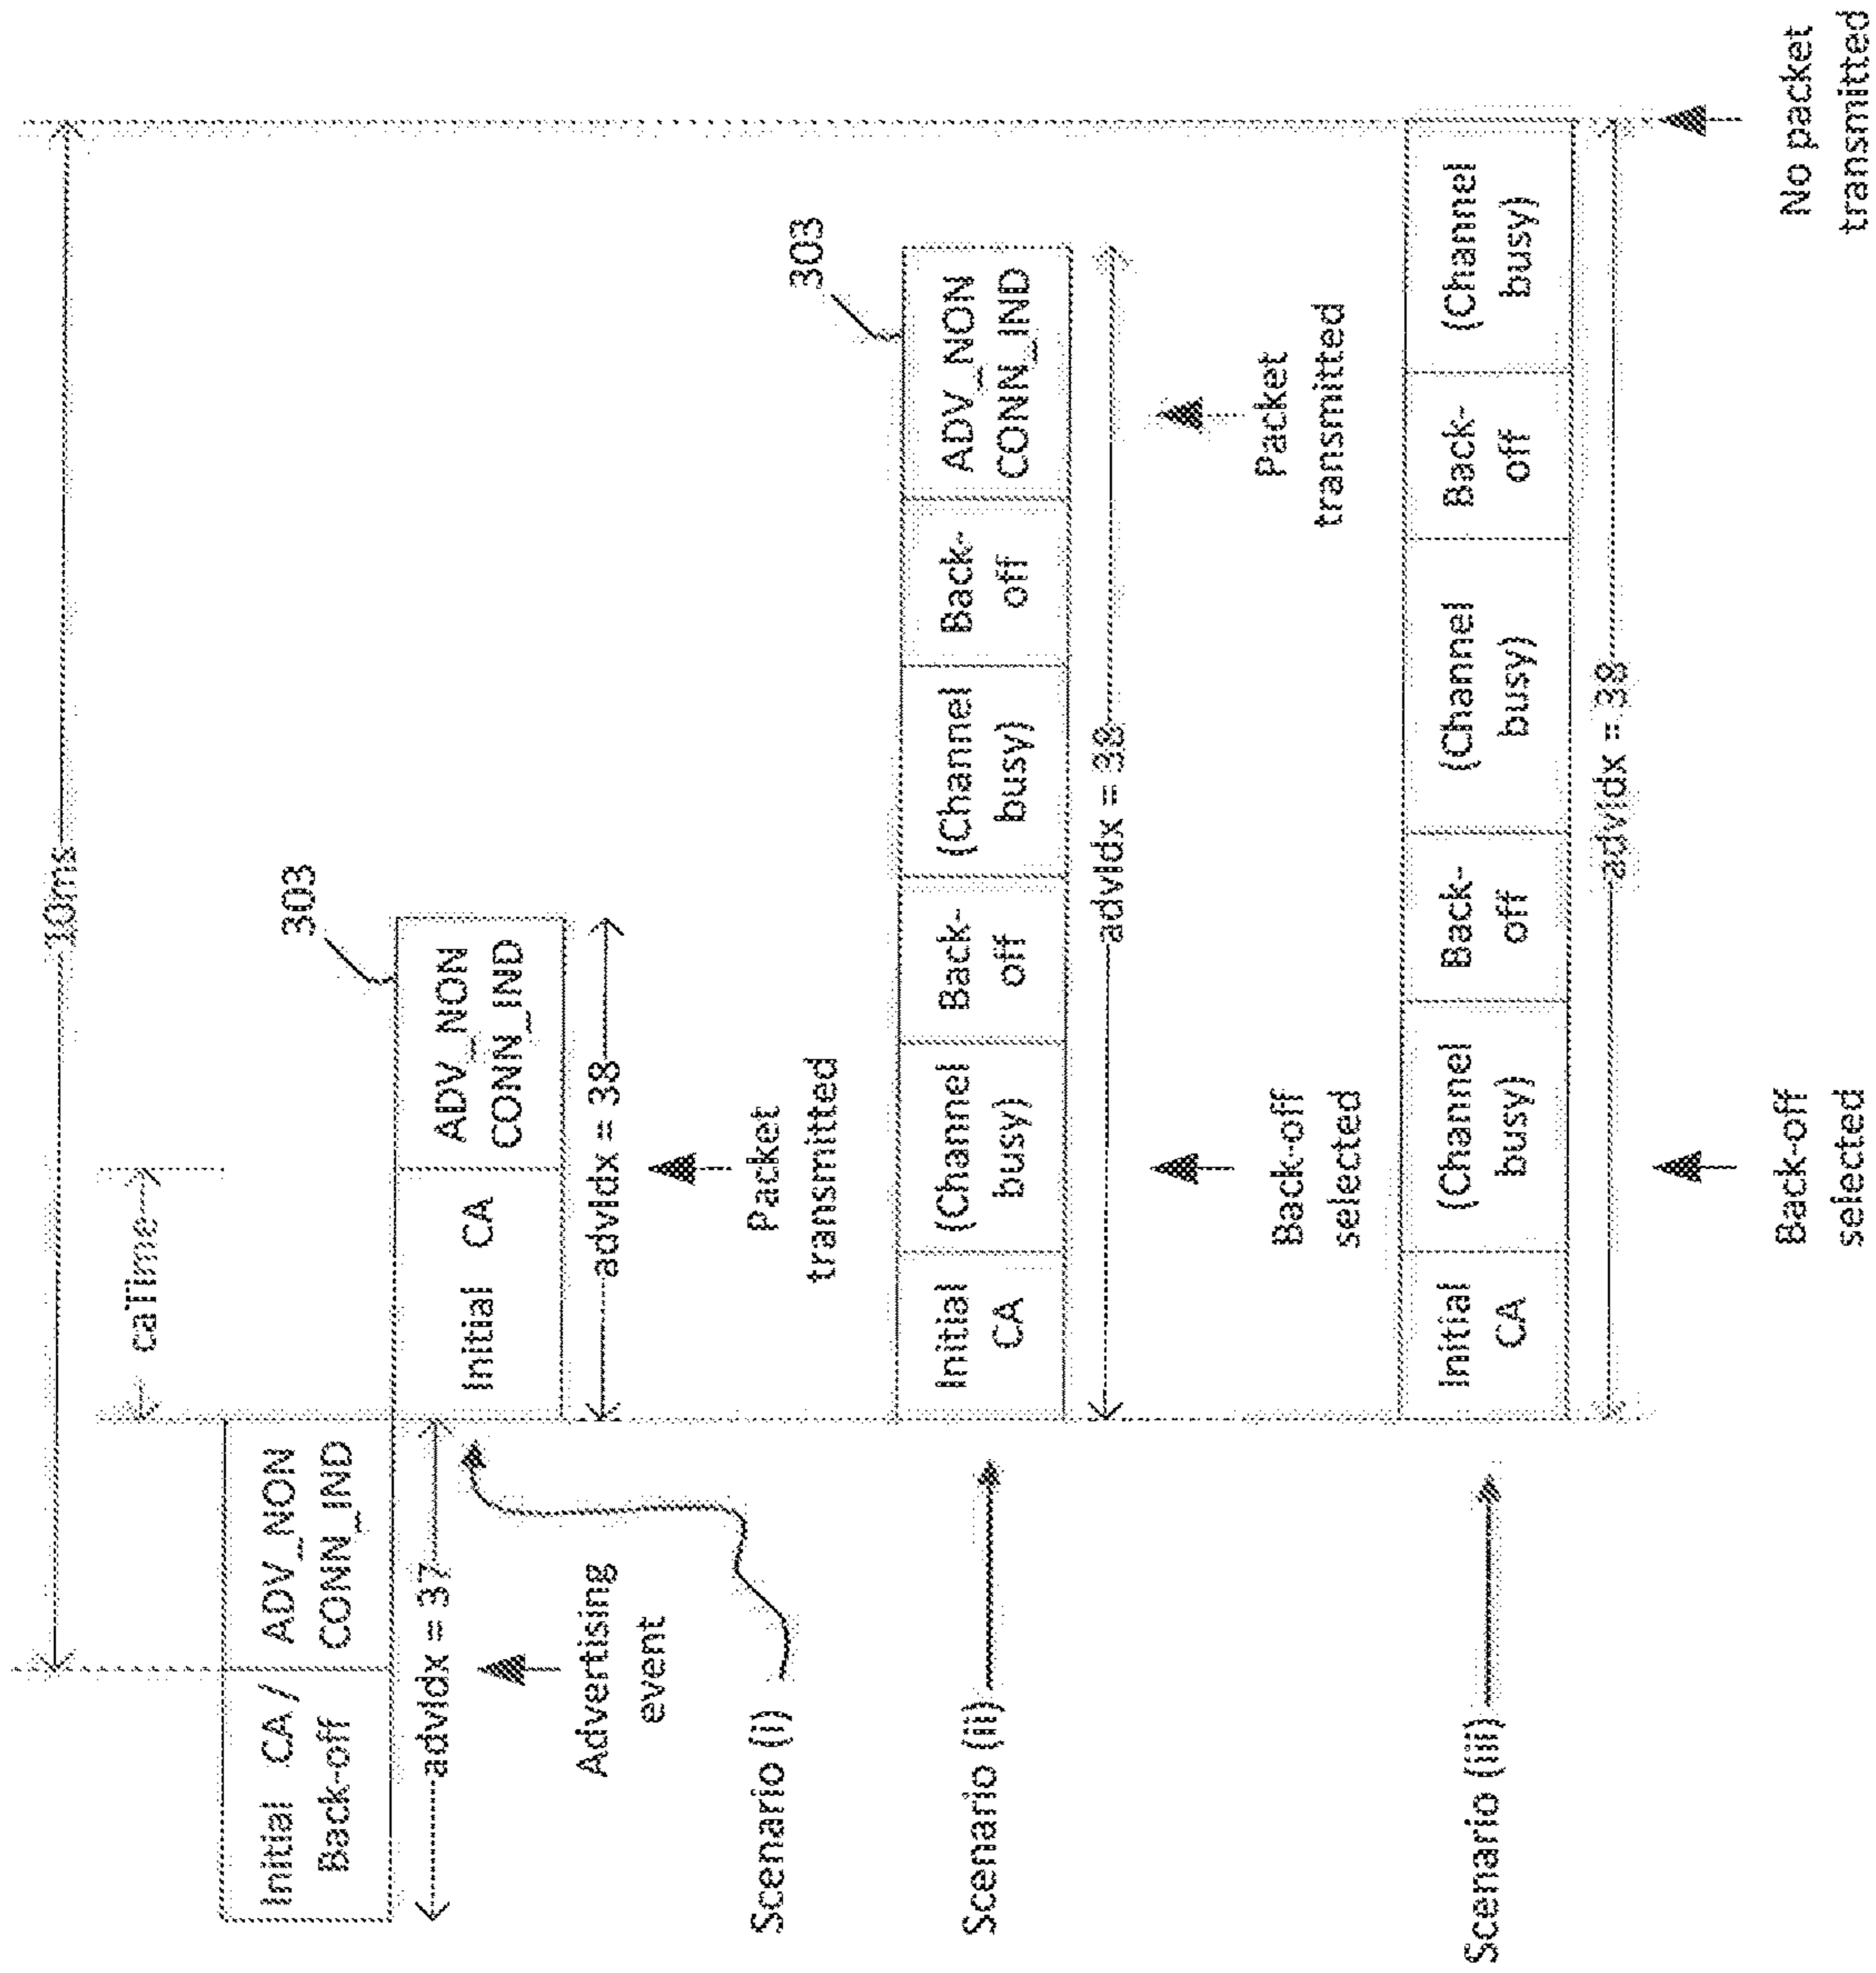 10ms
caTime
Initial CA /
Back-off
ADV_NON
CONN_IND
advIdx = 37
Advertising
event
Scenario (i)
Initial CA
ADV_NON
CONN_IND
303
advIdx = 38
Packet
transmitted
Scenario (ii)
Initial
CA
(Channel
busy)
Back-
off
(Channel
busy)
Back-
off
ADV_NON
CONN_IND
303
advIdx = 38
Back-off
selected
Packet
transmitted
Scenario (iii)
Initial
CA
(Channel
busy)
Back-
off
(Channel
busy)
Back-
off
(Channel
busy)
advIdx = 38
Back-off
selected
No packet
transmitted